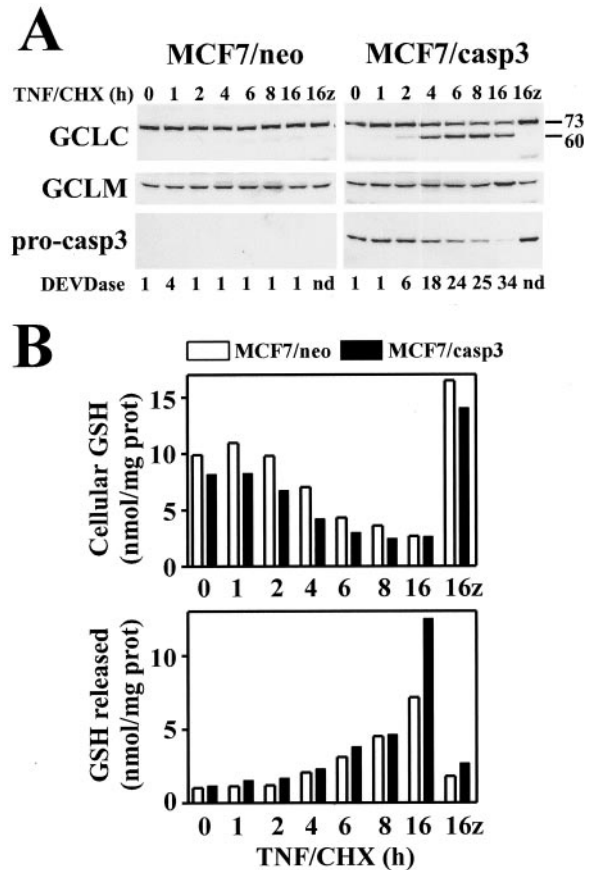 A
MCF7/neo MCF7/casp3
TNF/CHX (h) 0 1 2 4 6 8 16 16z 0 1 2 4 6 8 16 16z
GCLC
73
60
GCLM
pro-casp3
DEVDase 1 4 1 1 1 1 1 nd 1 1 6 18 24 25 34 nd
B
MCF7/neo MCF7/casp3
Cellular GSH
(nmol/mg prot)
15
10
5
0
0 1 2 4 6 8 16 16z
GSH released
(nmol/mg prot)
10
5
0
0 1 2 4 6 8 16 16z
TNF/CHX (h)